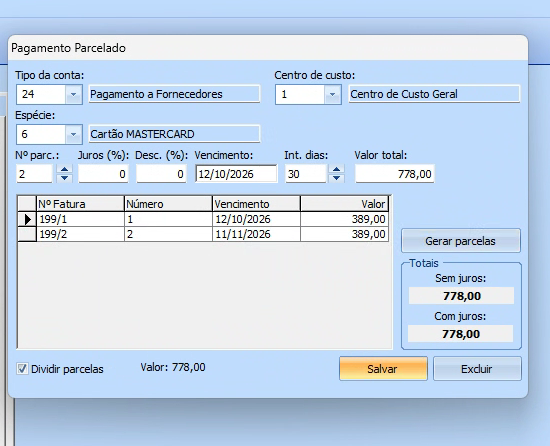 Pagamento Parcelado
Tipo da conta: Centro de custo:
24 Pagamento a Fornecedores 1 Centro de Custo Geral
Espécie:
6 Cartão MASTERCARD
Nº parc.: Juros (%): Desc. (%): Vencimento: Int. dias: Valor total:
2 0 0 12/10/2026 30 778,00
Nº Fatura Número Vencimento Valor
199/1 1 12/10/2026 389,00
199/2 2 11/11/2026 389,00
Gerar parcelas
Totais
Sem juros:
778,00
Com juros:
778,00
Dividir parcelas Valor: 778,00 Salvar Excluir